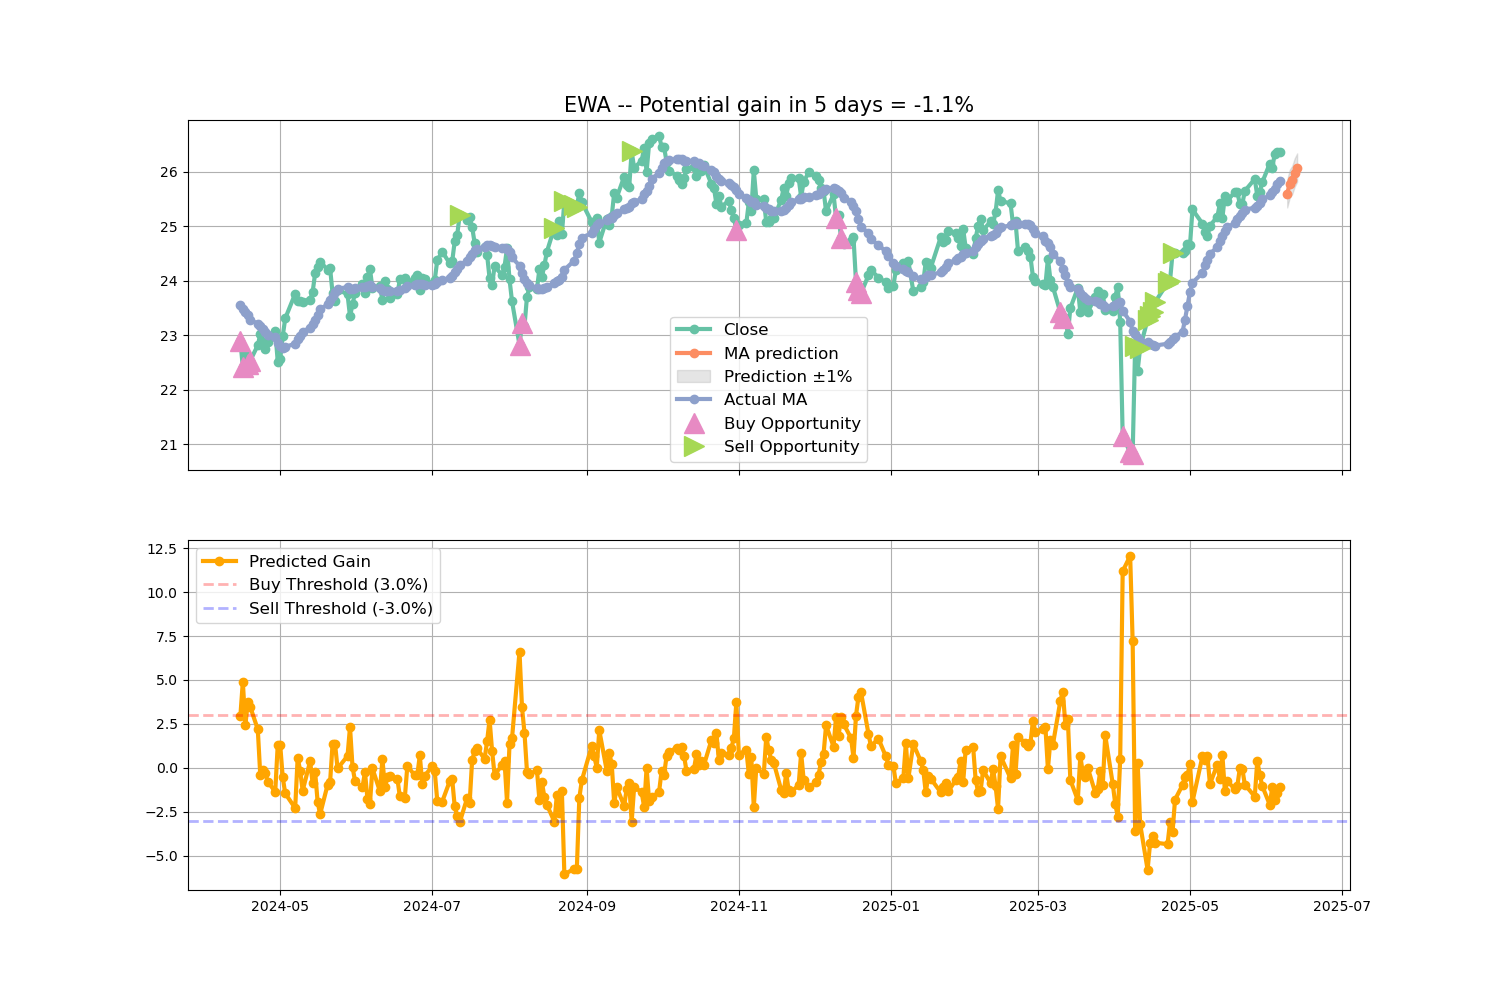 EWA -- Potential gain in 5 days = -1.1%
26
25
24
23
22
21
Close
MA prediction
Prediction ±1%
Actual MA
Buy Opportunity
Sell Opportunity
12.5
10.0
7.5
5.0
2.5
0.0
−2.5
−5.0
Predicted Gain
Buy Threshold (3.0%)
Sell Threshold (-3.0%)
2024-05 2024-07 2024-09 2024-11 2025-01 2025-03 2025-05 2025-07